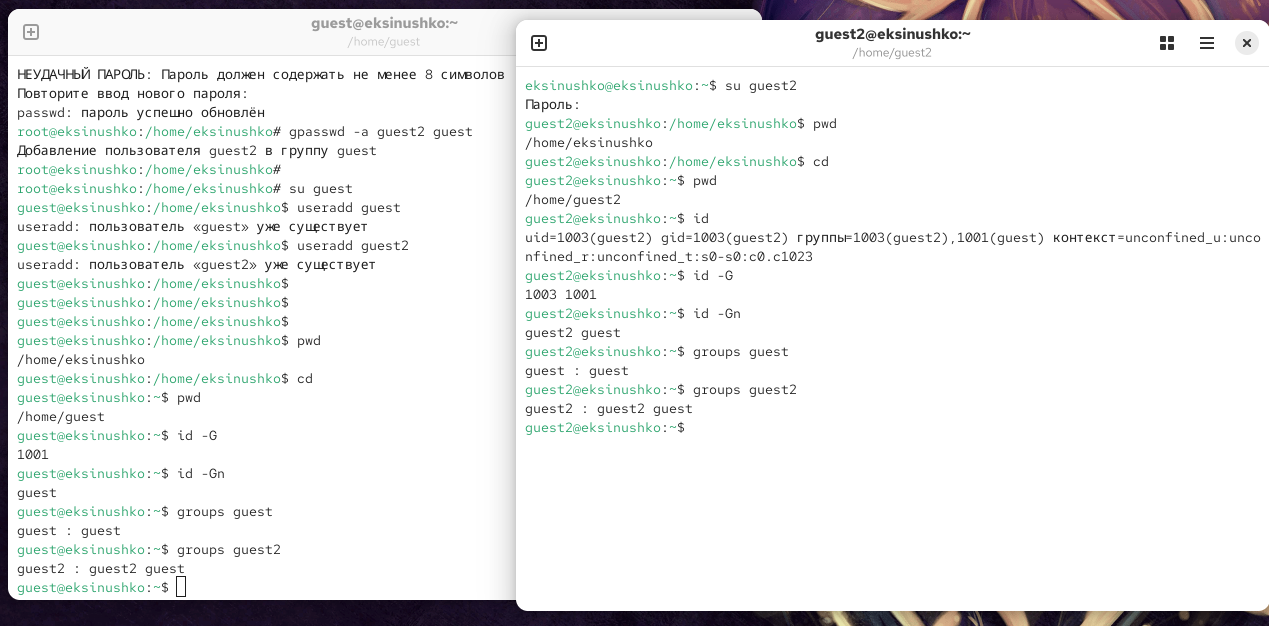 guest@eksinushko:~
/home/guest
НЕУДАЧНЫЙ ПАРОЛЬ: Пароль должен содержать не менее 8 символов
Повторите ввод нового пароля:
passwd: пароль успешно обновлён
root@eksinushko:/home/eksinushko# gpasswd -a guest2 guest
Добавление пользователя guest2 в группу guest
root@eksinushko:/home/eksinushko#
root@eksinushko:/home/eksinushko# su guest
guest@eksinushko:/home/eksinushko$ useradd guest
useradd: пользователь «guest» уже существует
guest@eksinushko:/home/eksinushko$ useradd guest2
useradd: пользователь «guest2» уже существует
guest@eksinushko:/home/eksinushko$
guest@eksinushko:/home/eksinushko$
guest@eksinushko:/home/eksinushko$
guest@eksinushko:/home/eksinushko$ pwd
/home/eksinushko
guest@eksinushko:/home/eksinushko$ cd
guest@eksinushko:~$ pwd
/home/guest
guest@eksinushko:~$ id -G
1001
guest@eksinushko:~$ id -Gn
guest
guest@eksinushko:~$ groups guest
guest : guest
guest@eksinushko:~$ groups guest2
guest2 : guest2 guest
guest@eksinushko:~$
guest2@eksinushko:~
/home/guest2
eksinushko@eksinushko:~$ su guest2
Пароль:
guest2@eksinushko:/home/eksinushko$ pwd
/home/eksinushko
guest2@eksinushko:/home/eksinushko$ cd
guest2@eksinushko:~$ pwd
/home/guest2
guest2@eksinushko:~$ id
uid=1003(guest2) gid=1003(guest2) группы=1003(guest2),1001(guest) контекст=unconfined_u:unco
nfined_r:unconfined_t:s0-s0:c0.c1023
guest2@eksinushko:~$ id -G
1003 1001
guest2@eksinushko:~$ id -Gn
guest2 guest
guest2@eksinushko:~$ groups guest
guest : guest
guest2@eksinushko:~$ groups guest2
guest2 : guest2 guest
guest2@eksinushko:~$